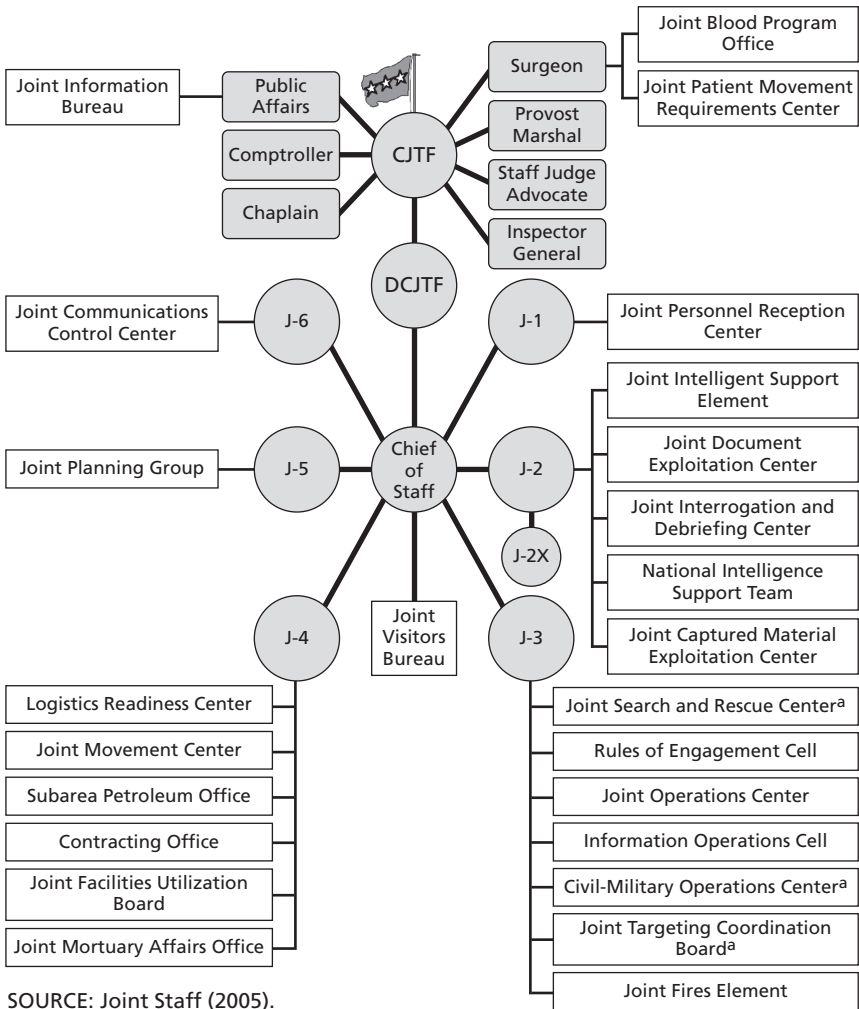 Joint Information
Bureau
Public
Affairs
Comptroller
Chaplain
CJTF
Surgeon
Provost
Marshal
Staff Judge
Advocate
Inspector
General
Joint Blood Program
Office
Joint Patient Movement
Requirements Center
DCJTF
Joint Communications
Control Center
J-6
J-1
Joint Personnel Reception
Center
Joint Planning Group
J-5
Chief
of
Staff
J-2
J-2X
Joint Intelligent Support
Element
Joint Document
Exploitation Center
Joint Interrogation and
Debriefing Center
National Intelligence
Support Team
Joint Captured Material
Exploitation Center
J-4
Joint
Visitors
Bureau
J-3
Logistics Readiness Center
Joint Movement Center
Subarea Petroleum Office
Contracting Office
Joint Facilities Utilization
Board
Joint Mortuary Affairs Office
Joint Search and Rescue Centerª
Rules of Engagement Cell
Joint Operations Center
Information Operations Cell
Civil-Military Operations Centerª
Joint Targeting Coordination
Boardª
Joint Fires Element
SOURCE: Joint Staff (2005).